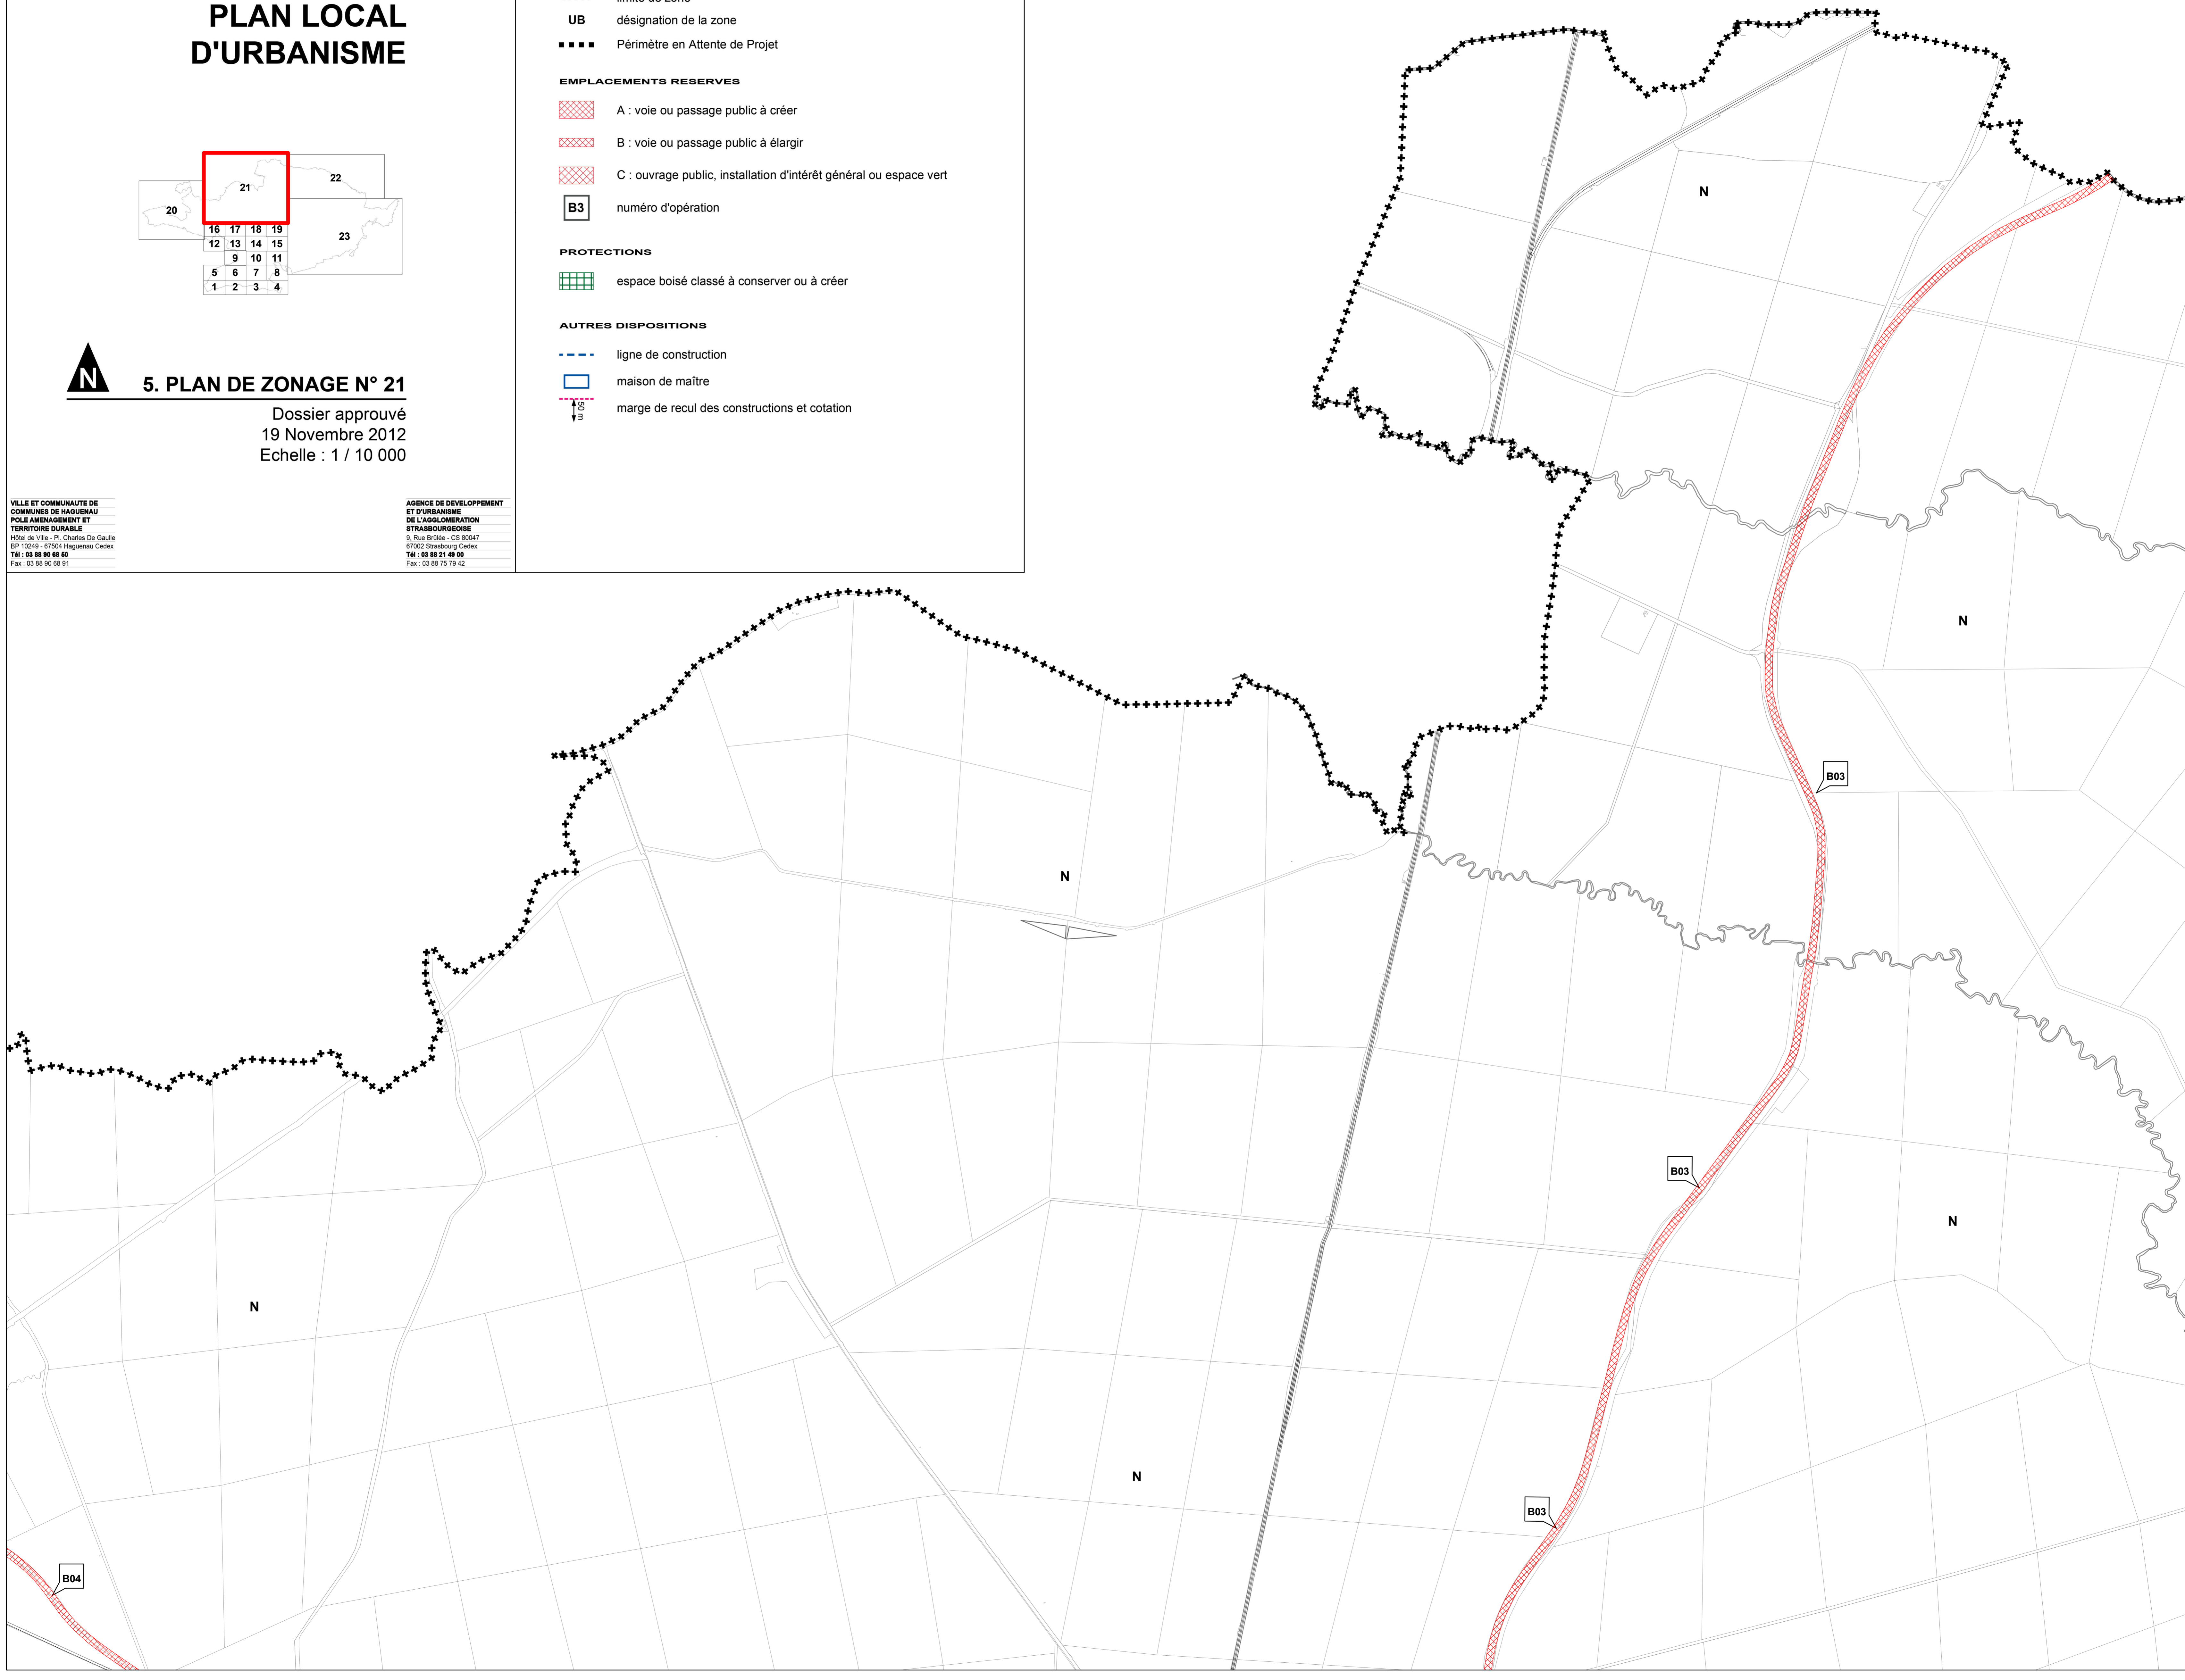 PLAN LOCAL
D'URBANISME
21
22
20
23
16 17 18 19
12 13 14 15
9 10 11
5 6 7 8
1 2 3 4
N
5. PLAN DE ZONAGE N° 21
Dossier approuvé
19 Novembre 2012
Echelle : 1 / 10 000
VILLE ET COMMUNAUTE DE
COMMUNES DE HAGUENAU
POLE AMENAGEMENT ET
TERRITOIRE DURABLE
Hôtel de Ville - Pl. Charles De Gaulle
BP 10249 - 67504 Haguenau Cedex
Tél : 03 88 90 68 50
Fax : 03 88 90 68 91
AGENCE DE DEVELOPPEMENT
ET D'URBANISME
DE L'AGGLOMERATION
STRASBOURGEOISE
9, Rue Brûlée - CS 80047
67002 Strasbourg Cedex
Tél : 03 88 21 49 00
Fax : 03 88 75 79 42
limite de zone
UB désignation de la zone
Périmètre en Attente de Projet
EMPLACEMENTS RESERVES
A : voie ou passage public à créer
B : voie ou passage public à élargir
C : ouvrage public, installation d'intérêt général ou espace vert
B3 numéro d'opération
PROTECTIONS
espace boisé classé à conserver ou à créer
AUTRES DISPOSITIONS
ligne de construction
maison de maître
50 m marge de recul des constructions et cotation
N
N
B03
N
B03
N
N
N
B03
B04